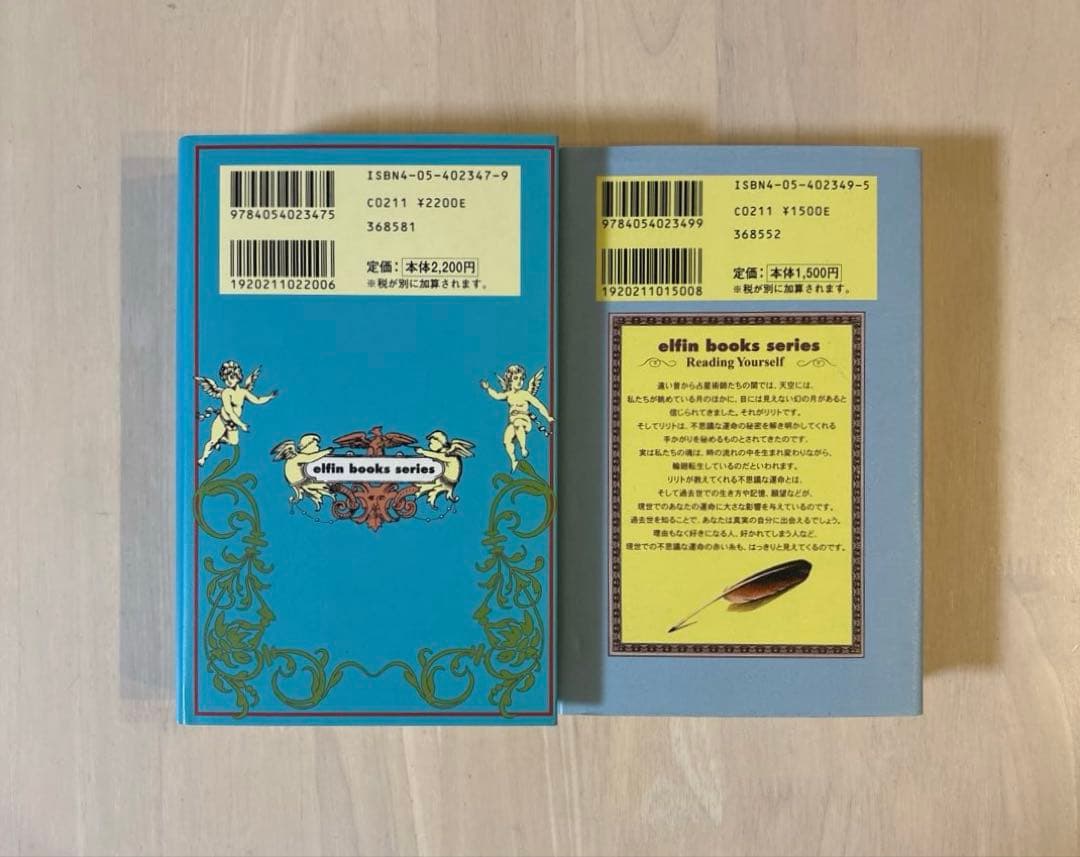 ISBN4-05-402347-9
9784054023475
C0211 ¥2200E
368581
定価：本体2,200円
1920211022006
※税が別に加算されます。
elfin books series
ISBN4-05-402349-5
9784054023499
C0211 ¥1500E
368552
定価：本体1,500円
1920211015008
※税が別に加算されます。
elfin books series
Reading Yourself
遠い昔から占星術師たちの間では、天空には、
私たちが眺めている月のほかに、目には見えない幻の月があると
信じられてきました。それがリリトです。
そしてリリトは、不思議な運命の秘密を解き明かしてくれる
手がかりを秘めるものとされてきたのです。
実は私たちの魂は、時の流れの中を生まれ変わりながら、
輪廻転生しているのだといわれます。
リリトが教えてくれる不思議な運命とは、
そして過去世での生き方や記憶、願望などが、
現世でのあなたの運命に大きな影響を与えているのです。
過去世を知ることで、あなたは真実の自分に出会えるでしょう。
理由もなく好きになる人、好かれてしまう人など、
現世での不思議な運命の赤い糸も、はっきりと見えてくるのです。